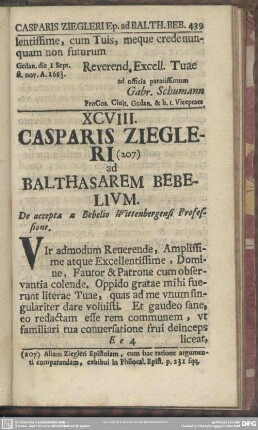 CASPARIS ZIEGLERI Ep. ad BALTH. BEB. 439
lentissime, cum Tuis, meque credenun-
quam non futurum
Gedan. die 1 Sept.
st. nov. A. 1683.
Reverend, Excell. Tuae
ad officia paratissimum
Gabr. Schumann
ProCos. Civit. Gedan. & h. t. Vicepraes
XCVIII.
CASPARIS ZIEGLE-
RI (207)
ad
BALTHASAREM BEBE-
LIVM.
De accepta a Bebelio Wittenbergensi Profes-
sione.
VIr admodum Reuerende, Amplissi-
me atque Excellentissime, Domi-
ne, Fautor & Patrone cum obser-
vantia colende. Oppido gratae mihi fue-
runt literae Tuae, quas ad me vnum sin-
gulariter dare voluisti. Et gaudeo sane,
eo redactam esse rem communem, vt
familiari tua conuersatione frui deinceps
E e 4 liceat,
(207) Aliam Ziegleri Epistolam, cum hac ratione argumen-
ti comparandam, exhibui in Philocal. Epist. p. 231 sqq.